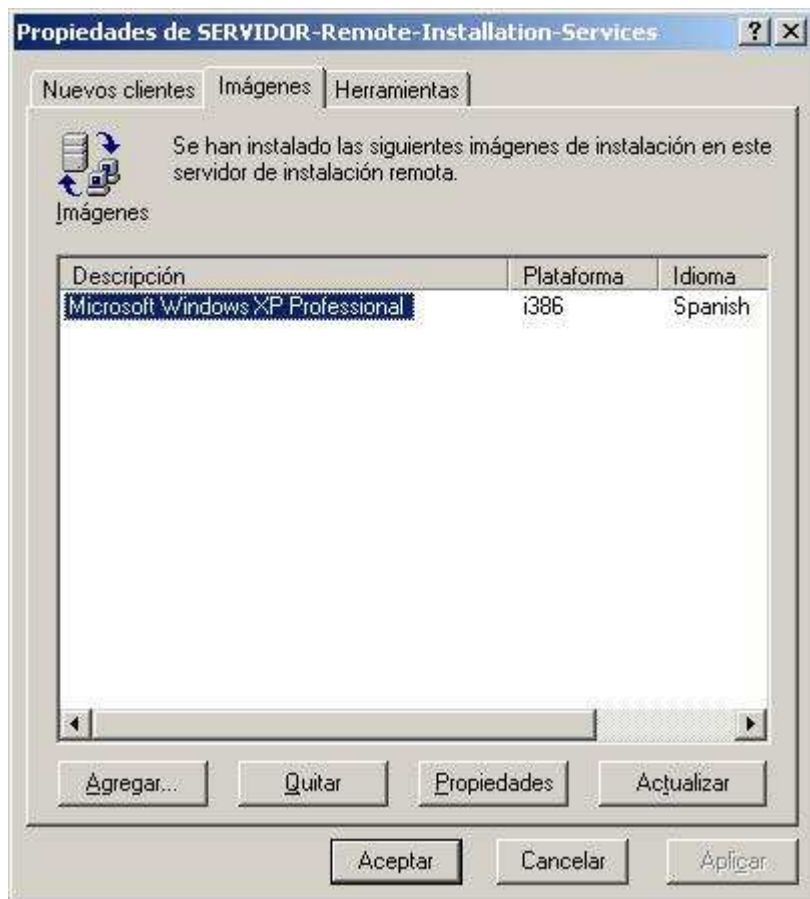 Propiedades de SERVIDOR-Remote-Installation-Services
Nuevos clientes Imágenes Herramientas
Se han instalado las siguientes imágenes de instalación en este
servidor de instalación remota.
Imágenes
Descripción Plataforma Idioma
Microsoft Windows XP Professional i386 Spanish
Agregar... Quitar Propiedades Actualizar
Aceptar Cancelar Aplicar